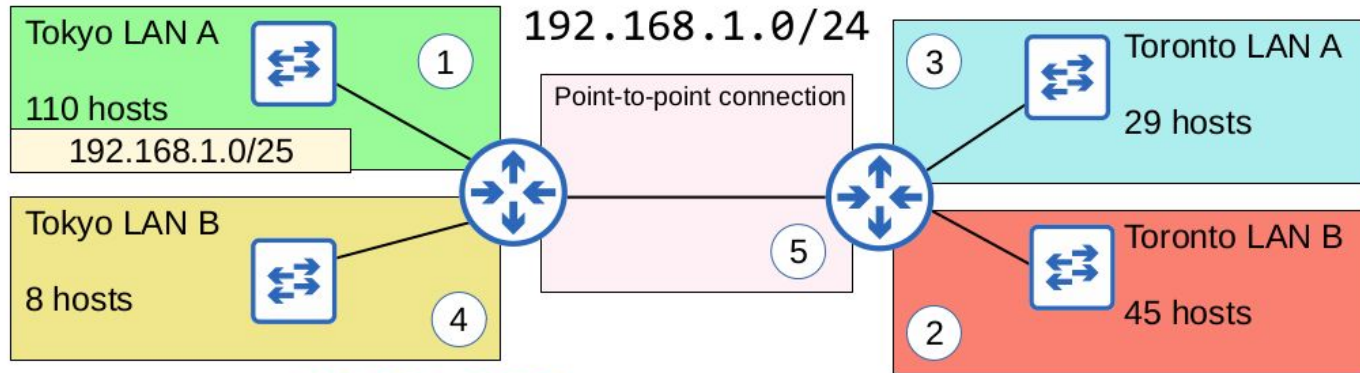 Tokyo LAN A
110 hosts
192.168.1.0/25
1
192.168.1.0/24
Point-to-point connection
3
Toronto LAN A
29 hosts
Tokyo LAN B
8 hosts
4
5
Toronto LAN B
45 hosts
2